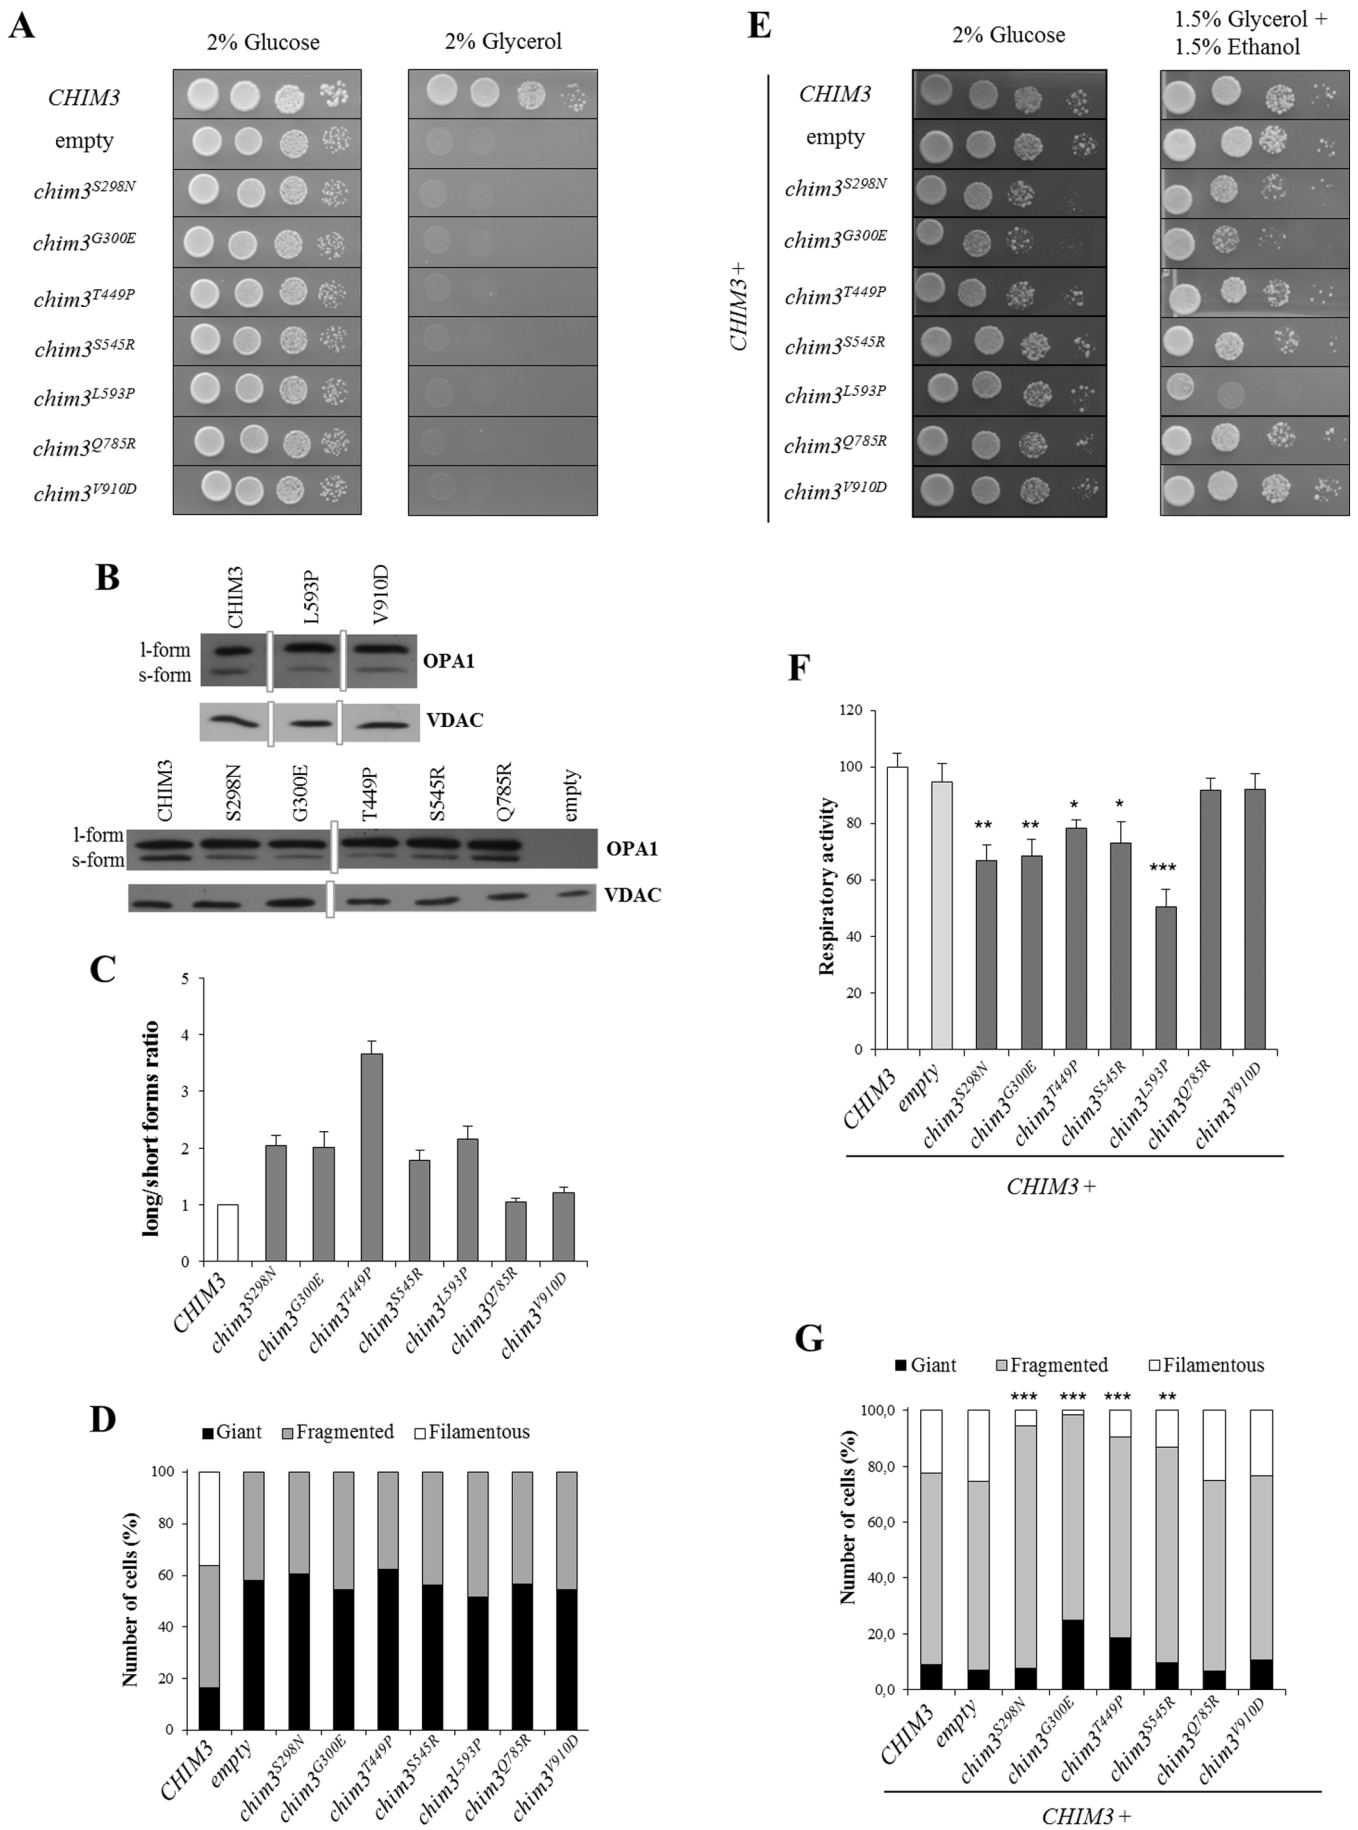 A
2% Glucose
2% Glycerol
CHIM3
empty
chim3S298N
chim3G300E
chim3T449P
chim3S545R
chim3L593P
chim3Q785R
chim3V910D
B
CHIM3
L593P
V910D
l-form
s-form
OPA1
VDAC
CHIM3
S298N
G300E
T449P
S545R
Q785R
empty
l-form
s-form
OPA1
VDAC
C
long/short forms ratio
5
4
3
2
1
0
CHIM3
chim3S298N
chim3G300E
chim3T449P
chim3S545R
chim3L593P
chim3Q785R
chim3V910D
D
Giant Fragmented Filamentous
Number of cells (%)
100
80
60
40
20
0
CHIM3
empty
chim3S298N
chim3G300E
chim3T449P
chim3S545R
chim3L593P
chim3Q785R
chim3V910D
E
2% Glucose
1.5% Glycerol +
1.5% Ethanol
CHIM3+
CHIM3
empty
chim3S298N
chim3G300E
chim3T449P
chim3S545R
chim3L593P
chim3Q785R
chim3V910D
F
Respiratory activity
120
100
80
60
40
20
0
** ** * * ***
CHIM3
empty
chim3S298N
chim3G300E
chim3T449P
chim3S545R
chim3L593P
chim3Q785R
chim3V910D
CHIM3+
G
Giant Fragmented Filamentous
*** *** *** **
Number of cells (%)
100,0
80,0
60,0
40,0
20,0
0,0
CHIM3
empty
chim3S298N
chim3G300E
chim3T449P
chim3S545R
chim3Q785R
chim3V910D
CHIM3+